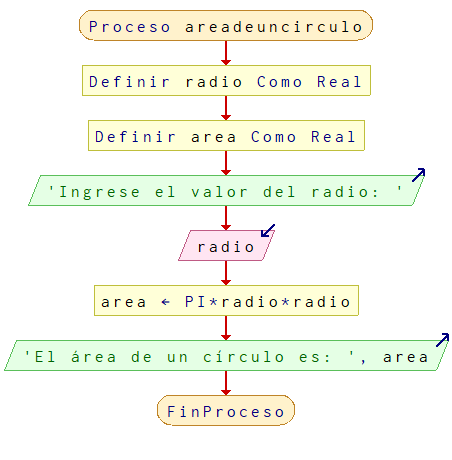 Proceso areadeuncirculo
Definir radio Como Real
Definir area Como Real
'Ingrese el valor del radio: '
radio
area ← PI*radio*radio
'El área de un círculo es: ', area
FinProceso